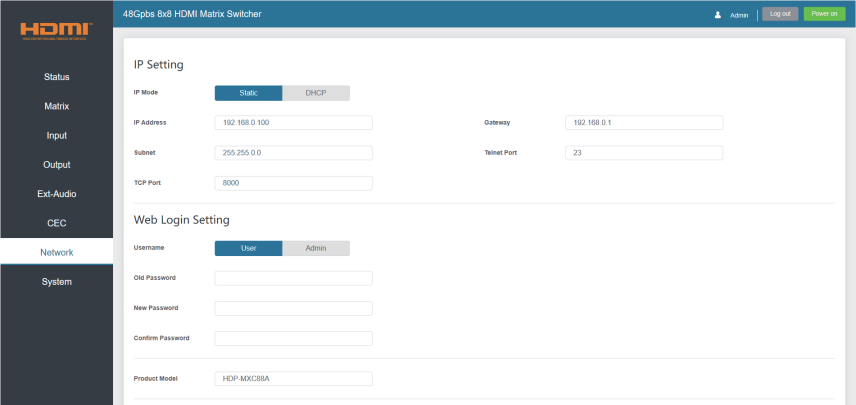 48Gpbs 8x8 HDMI Matrix Switcher
Admin
Log out
Power on
HDMI
Status
Matrix
Input
Output
Ext-Audio
CEC
Network
System
IP Setting
IP Mode Static DHCP
IP Address 192.168.0.100 Gateway 192.168.0.1
Subnet 255.255.0.0 Telnet Port 23
TCP Port 8000
Web Login Setting
Username User Admin
Old Password
New Password
Confirm Password
Product Model HDP-MXC88A